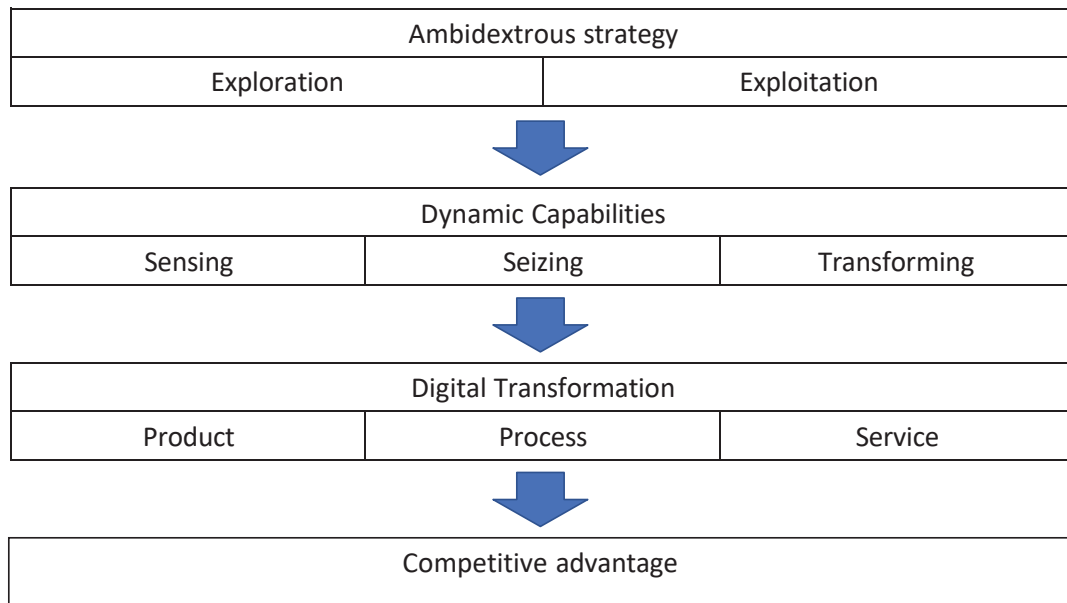 Ambidextrous strategy
Exploration Exploitation
Dynamic Capabilities
Sensing Seizing Transforming
Digital Transformation
Product Process Service
Competitive advantage